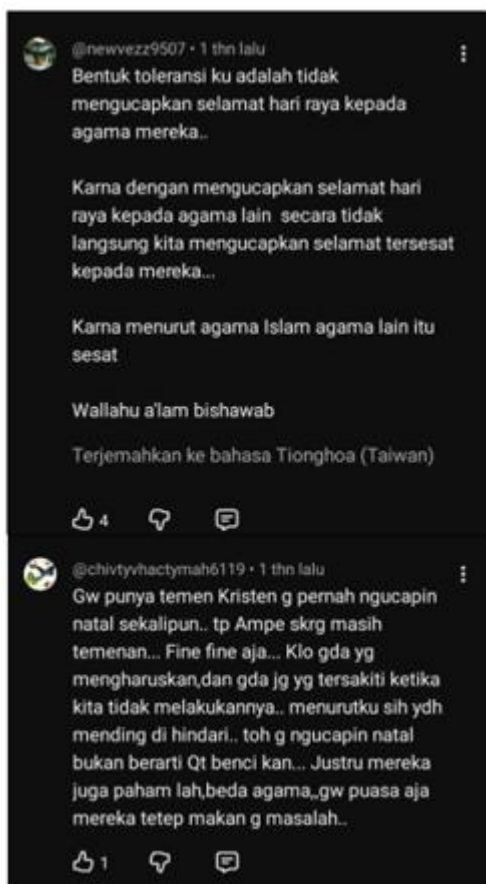 @newvezz9507 • 1 thn lalu
Bentuk toleransi ku adalah tidak
mengucapkan selamat hari raya kepada
agama mereka..
Karna dengan mengucapkan selamat hari
raya kepada agama lain secara tidak
langsung kita mengucapkan selamat tersesat
kepada mereka...
Karna menurut agama Islam agama lain itu
sesat
Wallahu a'lam bishawab
Terjemahkan ke bahasa Tionghoa (Taiwan)
4
@chivtyvhactymah6119 • 1 thn lalu
Gw punya temen Kristen g pernah ngucapin
natal sekalipun.. tp Ampe skrg masih
temenan... Fine fine aja... Klo gda yg
mengharuskan,dan gda jg yg tersakiti ketika
kita tidak melakukannya.. menurutku sih ydh
mending di hindari.. toh g ngucapin natal
bukan berarti Qt benci kan... Justru mereka
juga paham lah,beda agama,,gw puasa aja
mereka tetep makan g masalah..
1